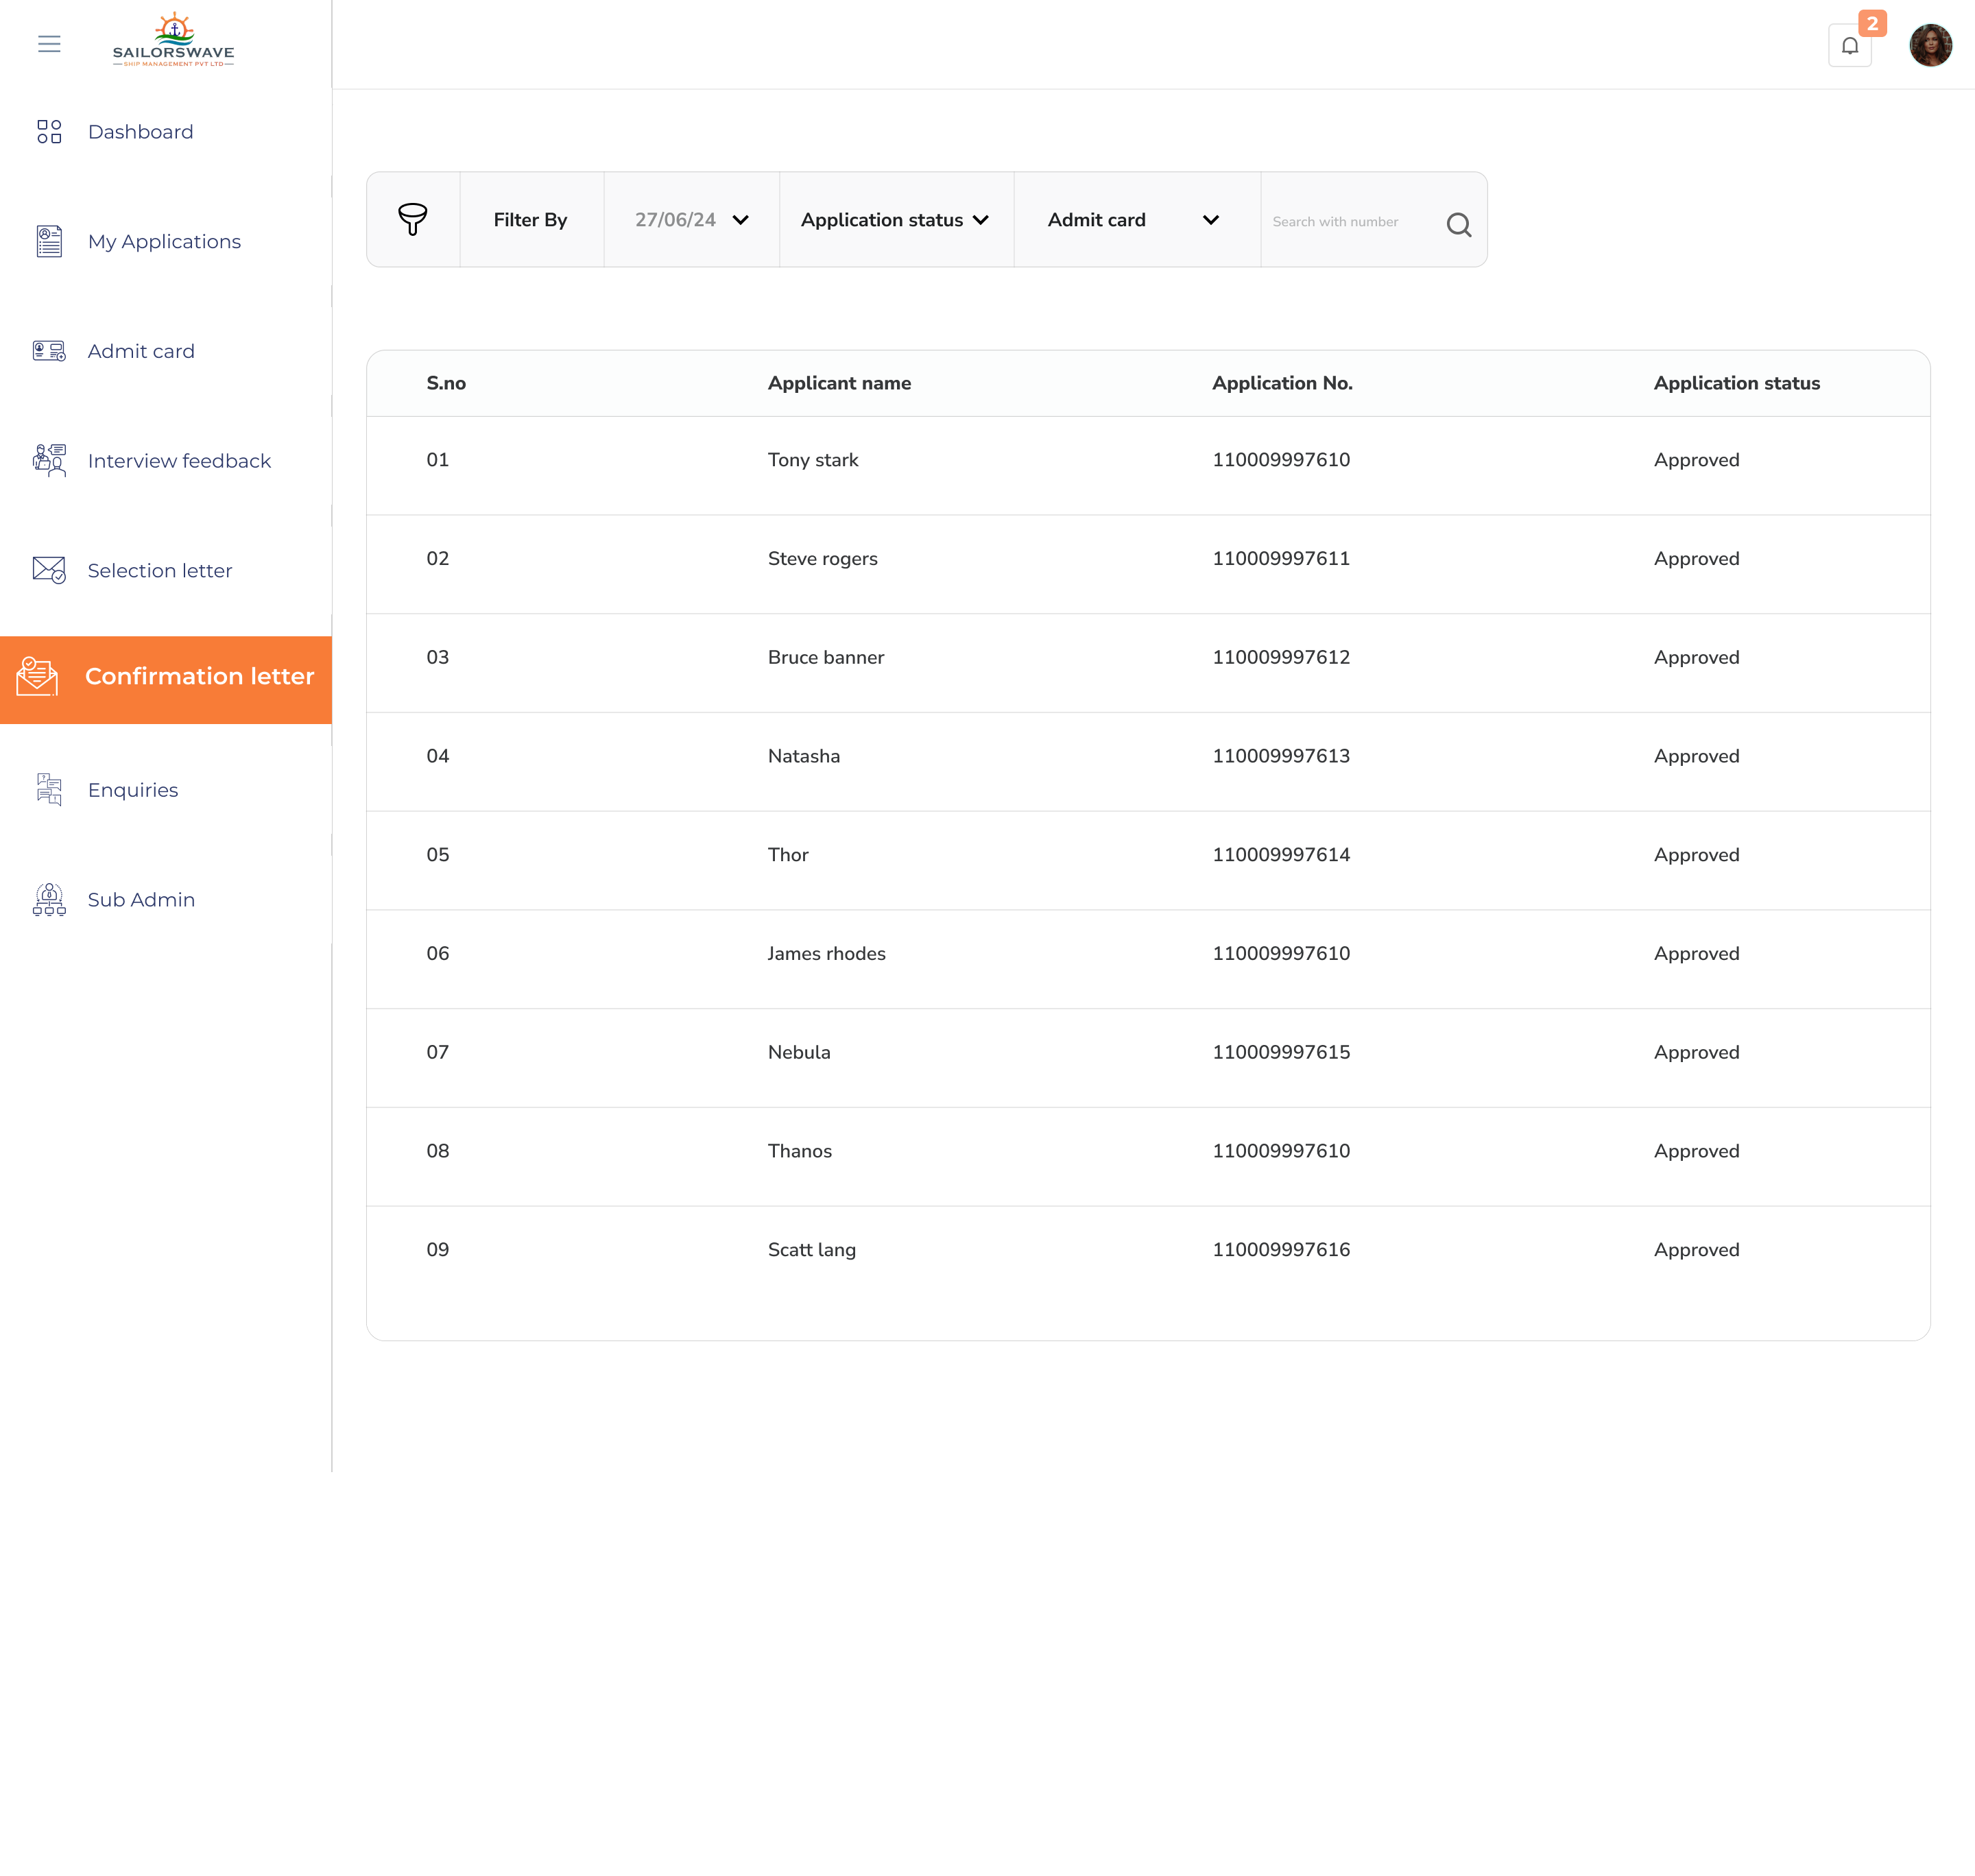 SAILORSWAVE
SHIP MANAGEMENT PVT LTD
2
Dashboard
My Applications
Admit card
Interview feedback
Selection letter
Confirmation letter
Enquiries
Sub Admin
Filter By 27/06/24 Application status Admit card Search with number
S.no Applicant name Application No. Application status
01 Tony stark 110009997610 Approved
02 Steve rogers 110009997611 Approved
03 Bruce banner 110009997612 Approved
04 Natasha 110009997613 Approved
05 Thor 110009997614 Approved
06 James rhodes 110009997610 Approved
07 Nebula 110009997615 Approved
08 Thanos 110009997610 Approved
09 Scatt lang 110009997616 Approved